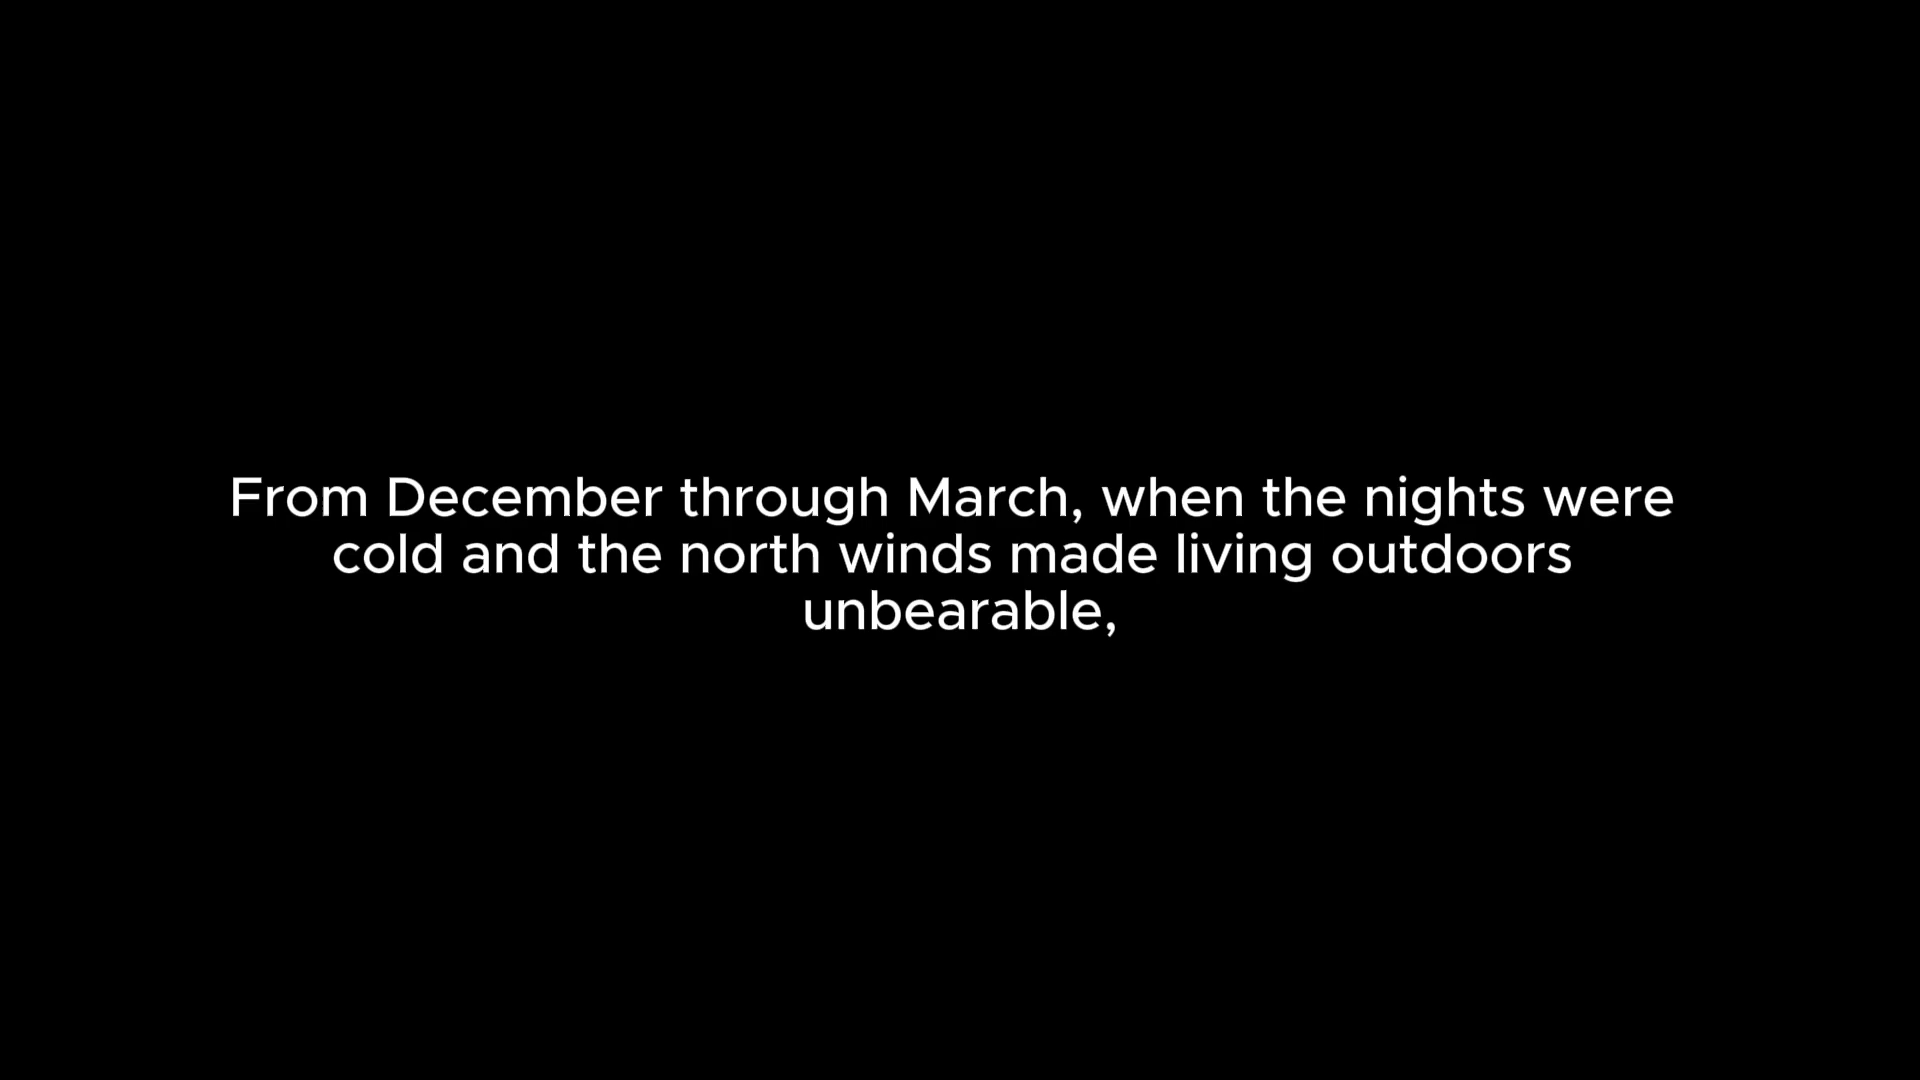 From December through March, when the nights were
cold and the north winds made living outdoors
unbearable,